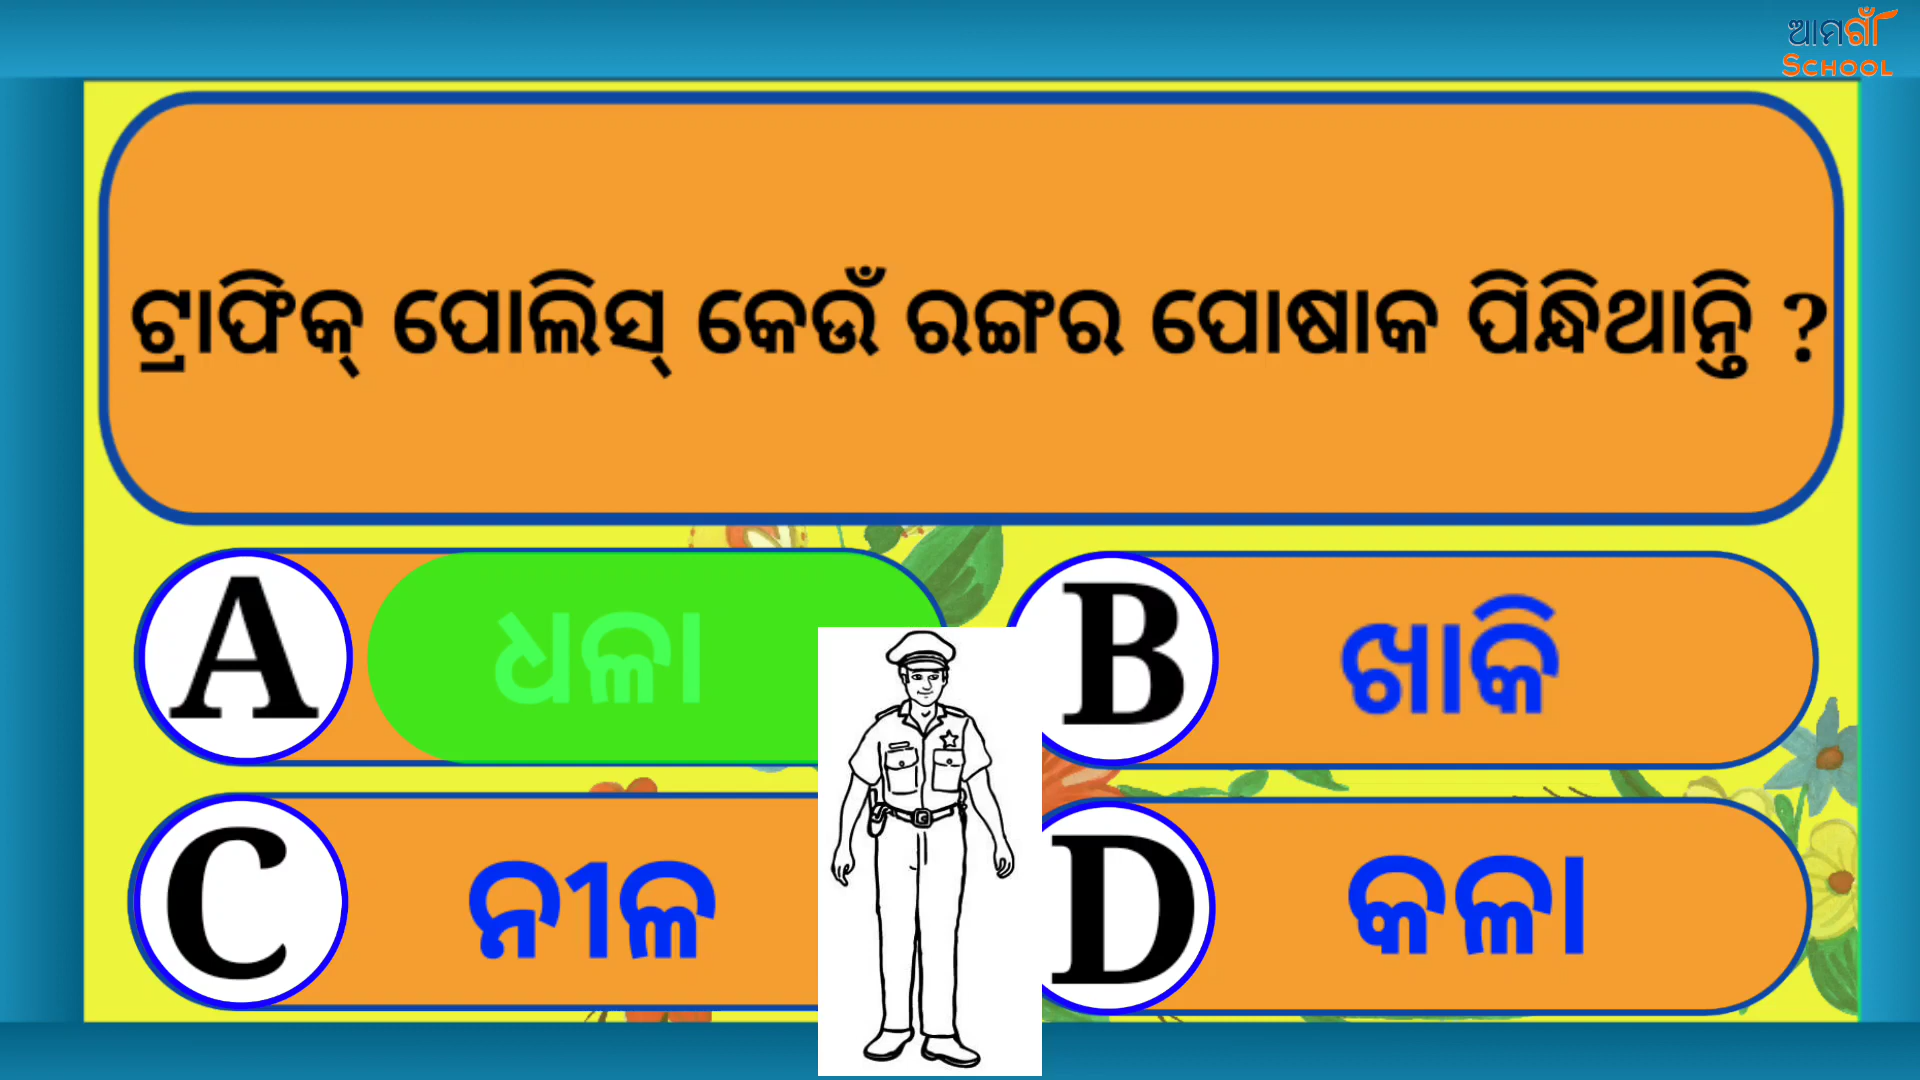 ଆମଗାଁ
SCHOOL
ଟ୍ରାଫିକ୍ ପୋଲିସ୍ କେଉଁ ରଙ୍ଗର ପୋଷାକ ପିନ୍ଧିଥାନ୍ତି ?
A ଧଳା
B ଖାକି
C ନୀଳ
D କଳା